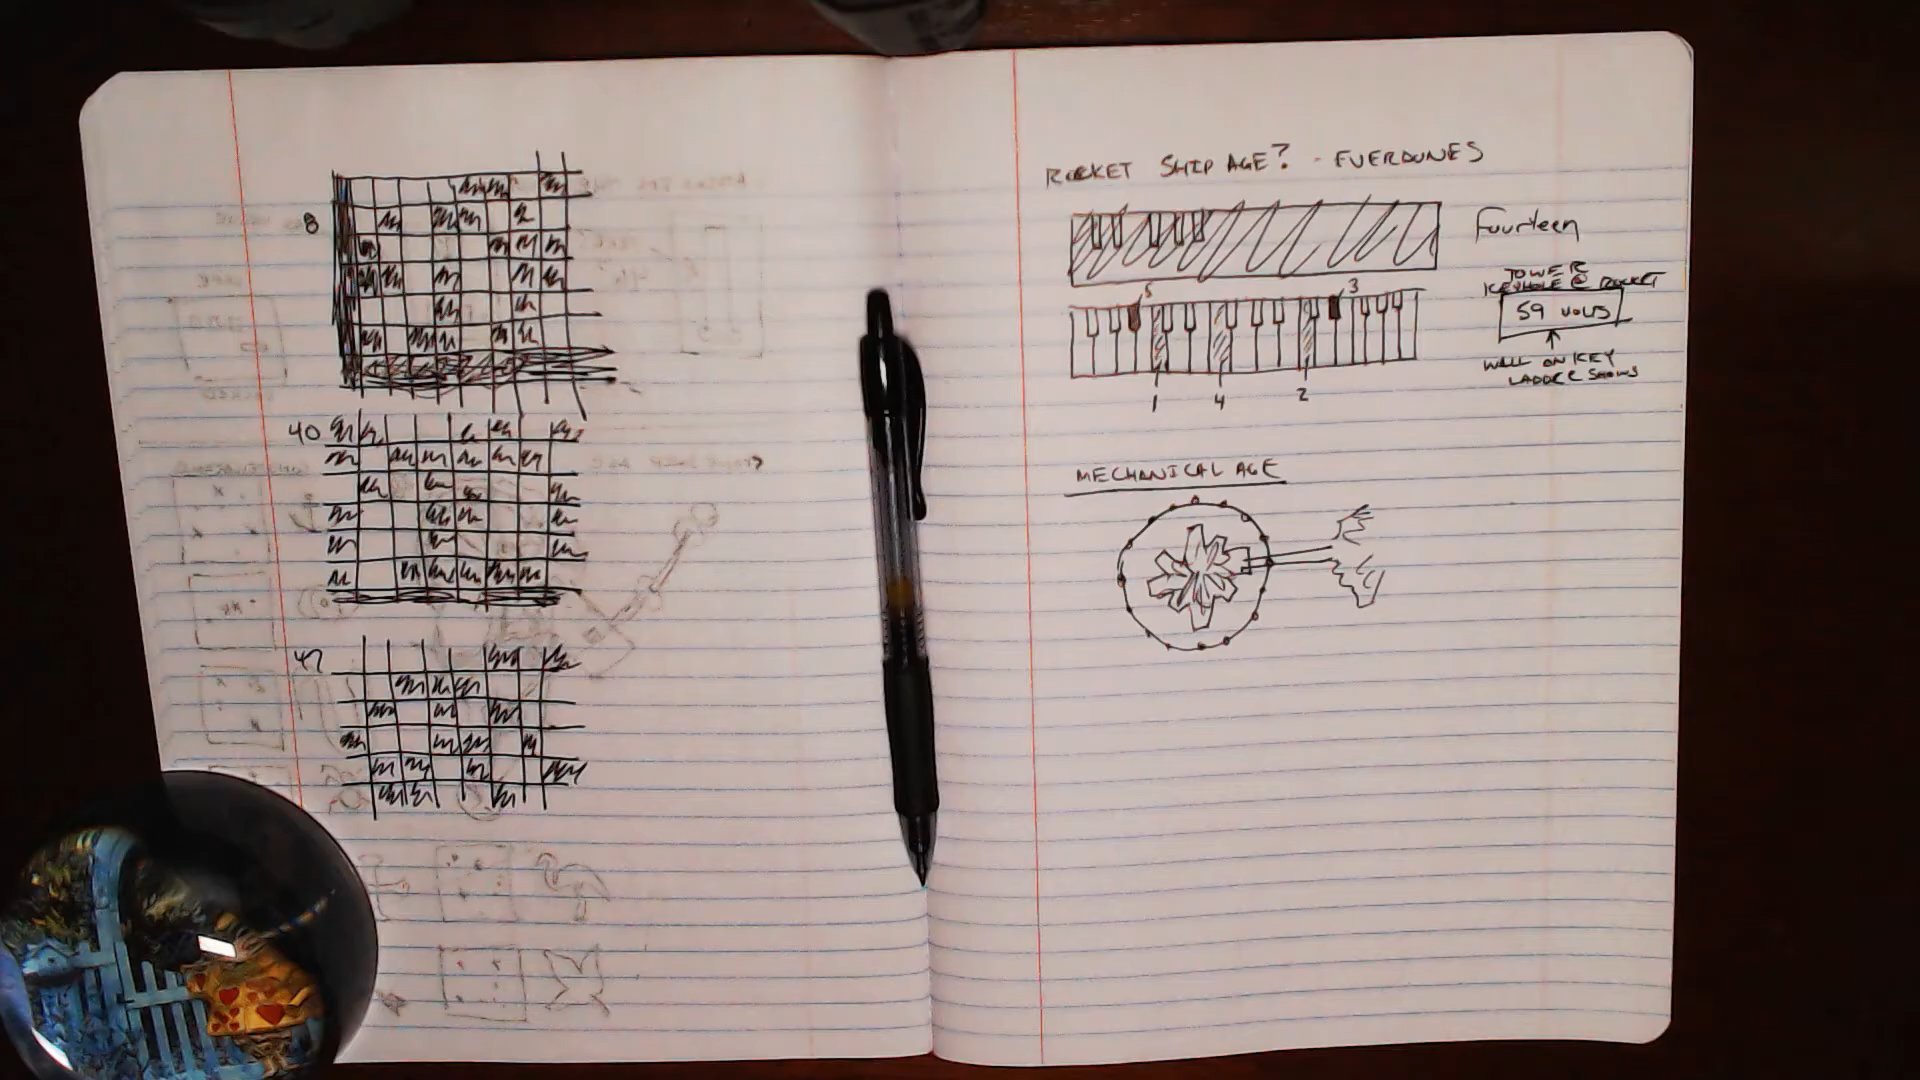 8
40
47
ROCKET SHIP AGE? - FUERDUNES
Fourteen
TOWER
KEYHOLE @ ROCKET
59 VOLTS
WALL ON KEY
LADDER SHOWS
5
3
1
4
2
MECHANICAL AGE